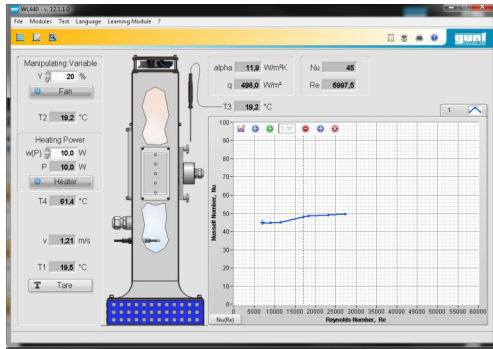 WL440 - v. 12.1.1.0
File Modules Test Language Learning Module ?
gunt
Manipulating Variable
Y 20 %
Fan
T2 19,2 °C
Heating Power
w(P) 10,0 W
P 10,0 W
Heater
T4 61,4 °C
v 1,21 m/s
T1 19,5 °C
T Tare
alpha 11,9 W/m²K
q 498,0 W/m²
Nu 45
Re 6997,5
T3 19,2 °C
1
100
90
80
70
60
50
40
30
20
10
0
Nusselt Number, Nu
0 5000 10000 15000 20000 25000 30000 35000 40000 45000 50000 55000 60000
Reynolds Number, Re
Nu(Re)